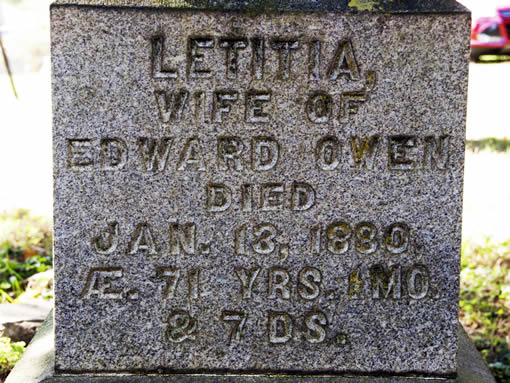 LETITIA,
WIFE OF
EDWARD OWEN
DIED
JAN. 13, 1880.
Æ. 71 YRS. 1 MO.
& 7 DS.